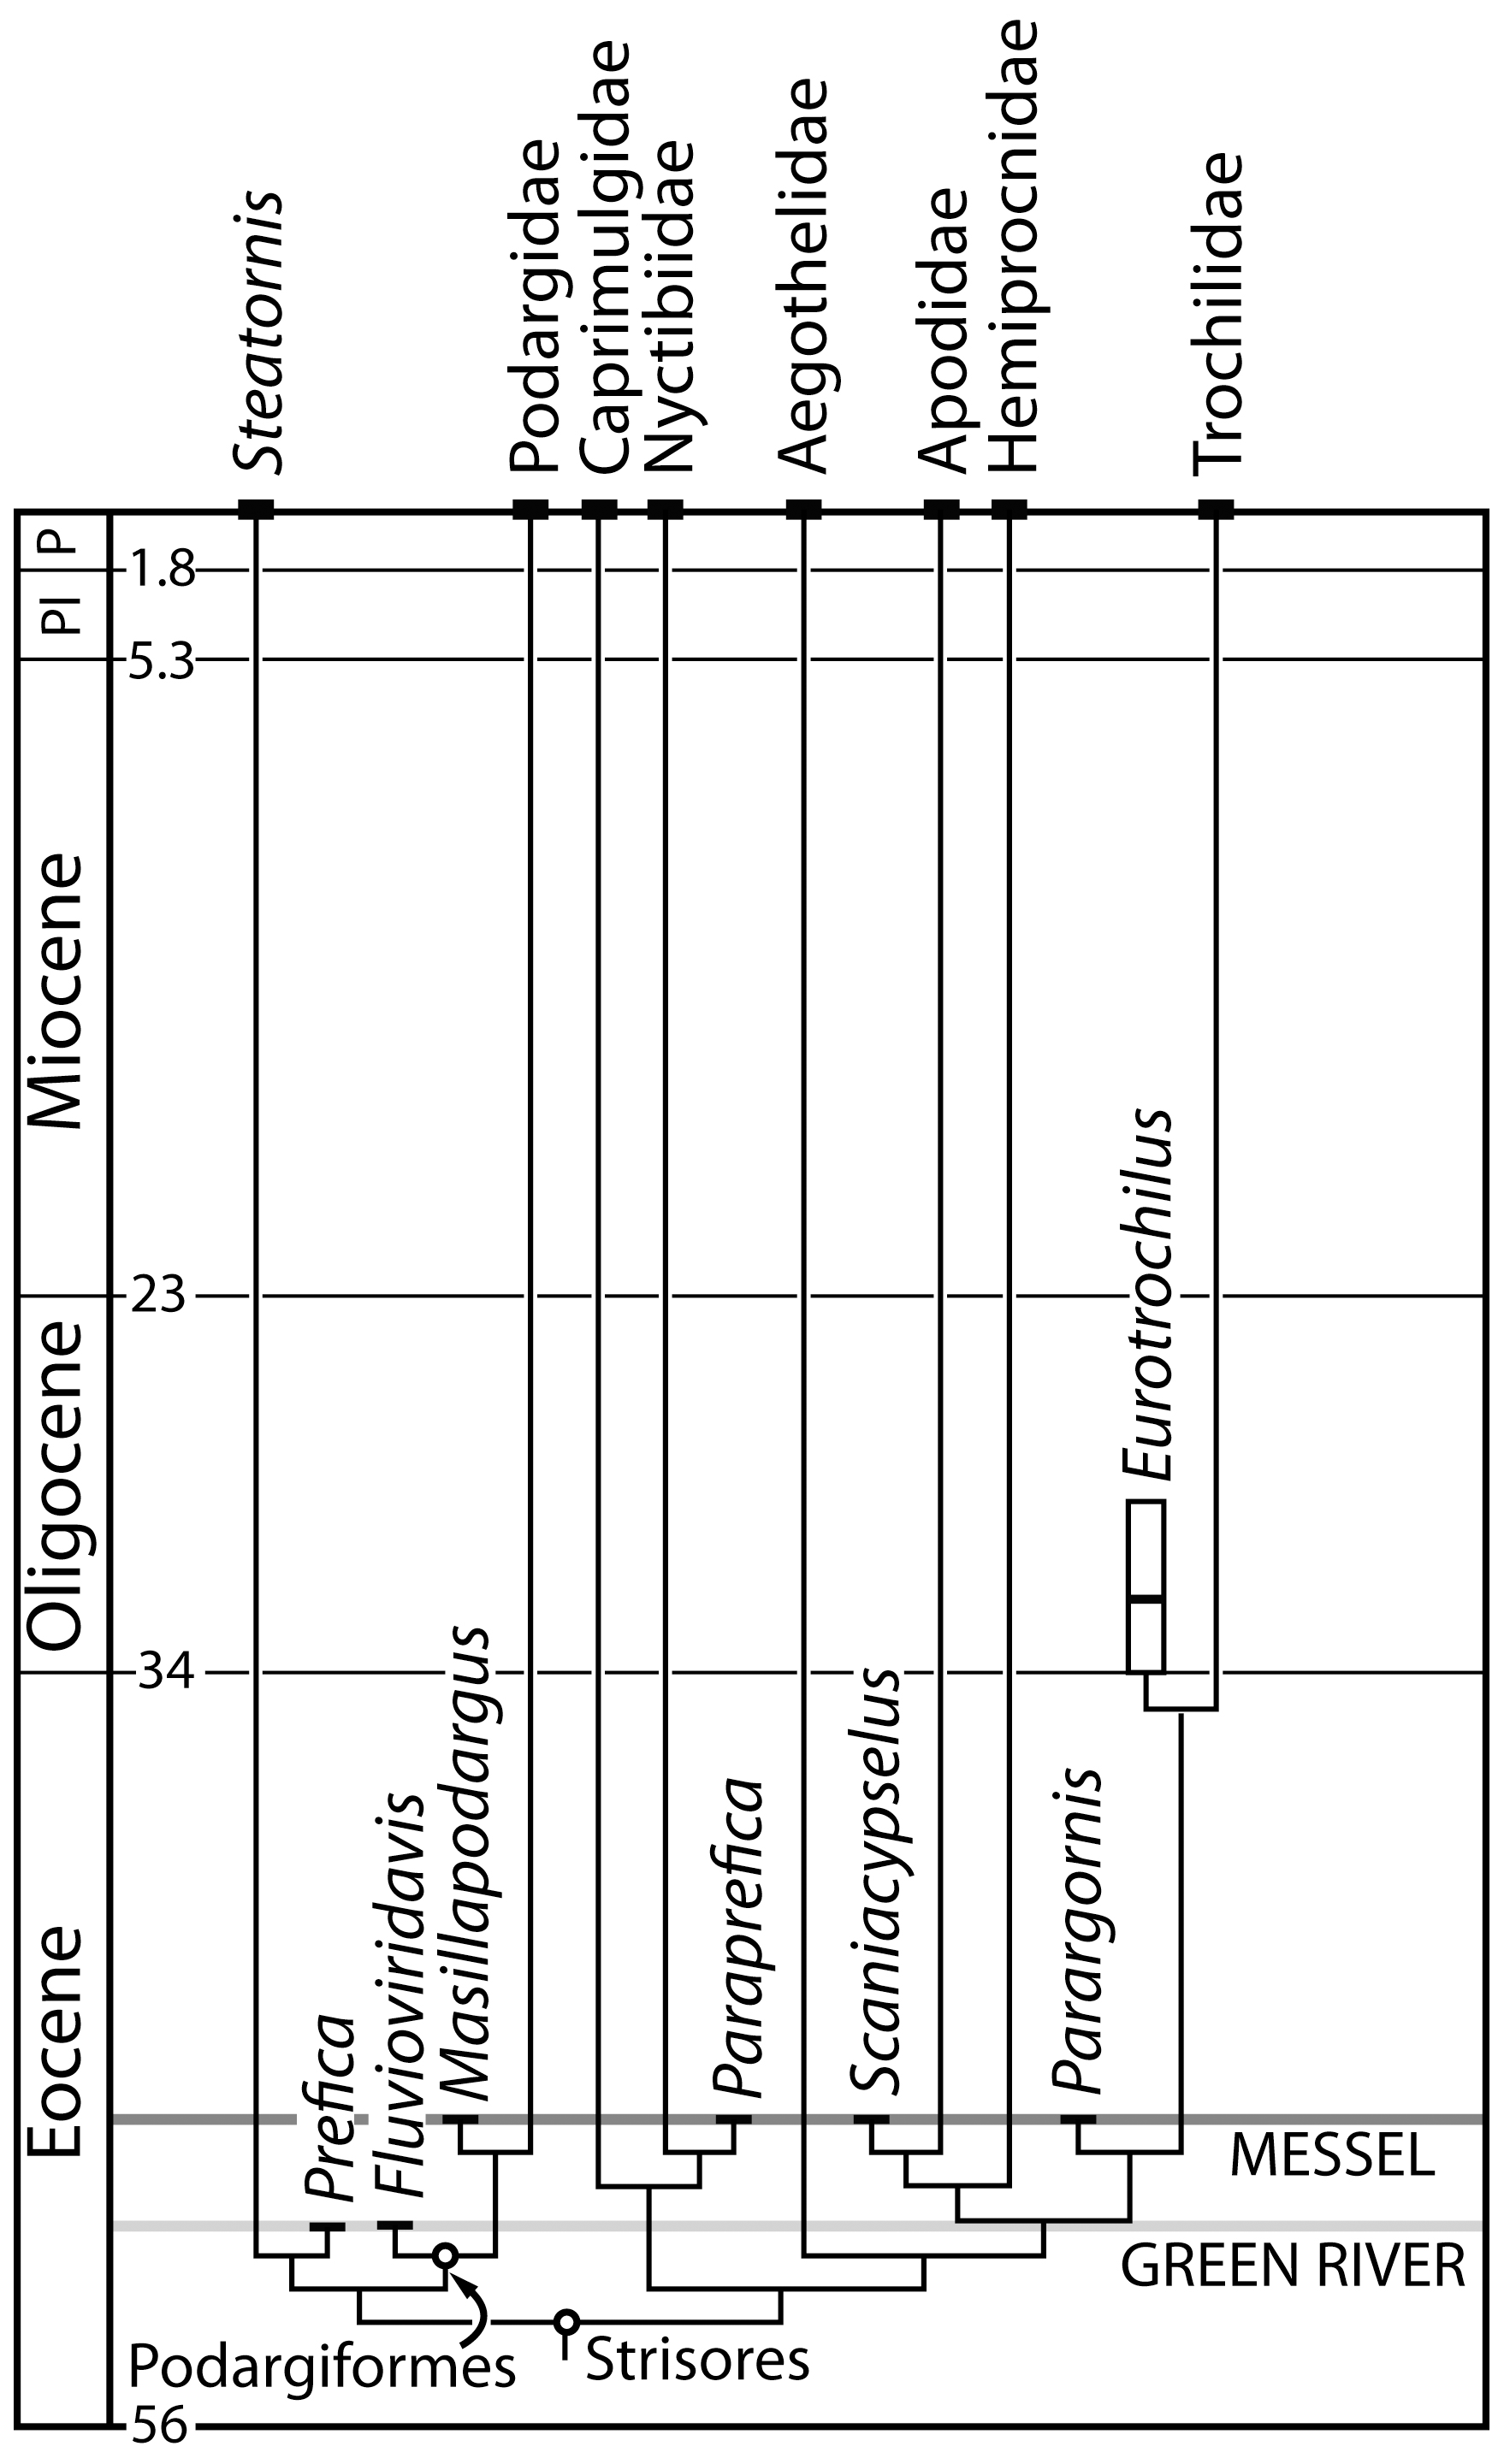 Steatornis
Podargidae
Caprimulgidae
Nyctibiidae
Aegothelidae
Apodidae
Hemiprocnidae
Trochilidae
P
1.8
Pl
5.3
Miocene
23
Oligocene
Eurotrochilus
34
Eocene
Prefica
Fluvioviridavis
Masillapodargus
Paraprefica
Scaniacypselus
Parargornis
MESSEL
GREEN RIVER
Podargiformes
Strisores
56